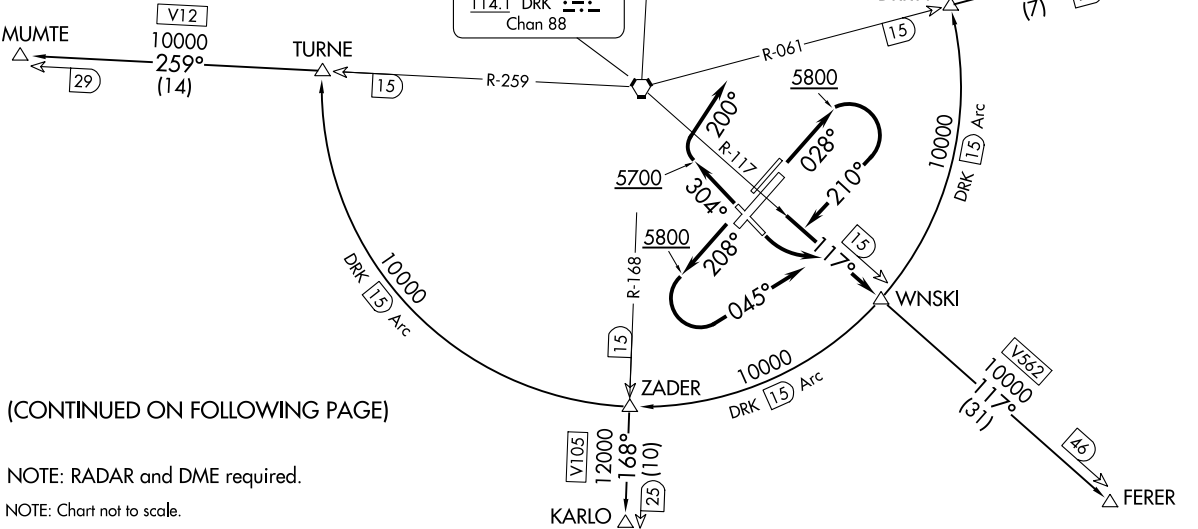 114.1 DRK
Chan 88
(7)
V12
10000
259°
(14)
MUMTE
29
TURNE
15
R-259
R-061
15
5800
028°
210°
200°
R-117
5700
304°
5800
208°
045°
117°
15
10000
DRK 15 Arc
WNSKI
R-168
15
10000
DRK 15 Arc
ZADER
10000
DRK 15 Arc
V562
10000
117°
(31)
46
FERER
V105
12000
168°
(10)
25
KARLO
(CONTINUED ON FOLLOWING PAGE)
NOTE: RADAR and DME required.
NOTE: Chart not to scale.